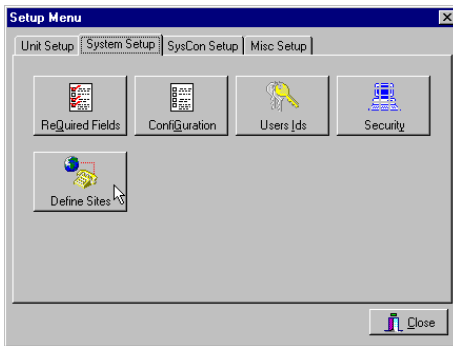 Setup Menu
Unit Setup System Setup SysCon Setup Misc Setup
ReQuired Fields ConfiGuration Users Ids Security
Define Sites
Close